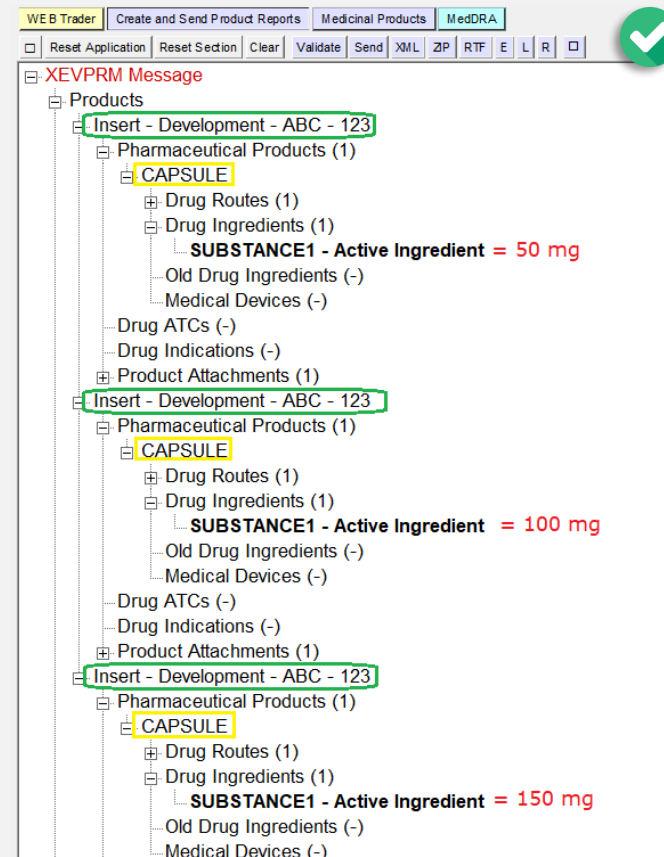 WEB Trader Create and Send Product Reports Medicinal Products MedDRA
Reset Application Reset Section Clear Validate Send XML ZIP RTF E L R
XEVPRM Message
Products
Insert - Development - ABC - 123
Pharmaceutical Products (1)
CAPSULE
Drug Routes (1)
Drug Ingredients (1)
SUBSTANCE1 - Active Ingredient = 50 mg
Old Drug Ingredients (-)
Medical Devices (-)
Drug ATCs (-)
Drug Indications (-)
Product Attachments (1)
Insert - Development - ABC - 123
Pharmaceutical Products (1)
CAPSULE
Drug Routes (1)
Drug Ingredients (1)
SUBSTANCE1 - Active Ingredient = 100 mg
Old Drug Ingredients (-)
Medical Devices (-)
Drug ATCs (-)
Drug Indications (-)
Product Attachments (1)
Insert - Development - ABC - 123
Pharmaceutical Products (1)
CAPSULE
Drug Routes (1)
Drug Ingredients (1)
SUBSTANCE1 - Active Ingredient = 150 mg
Old Drug Ingredients (-)
Medical Devices (-)